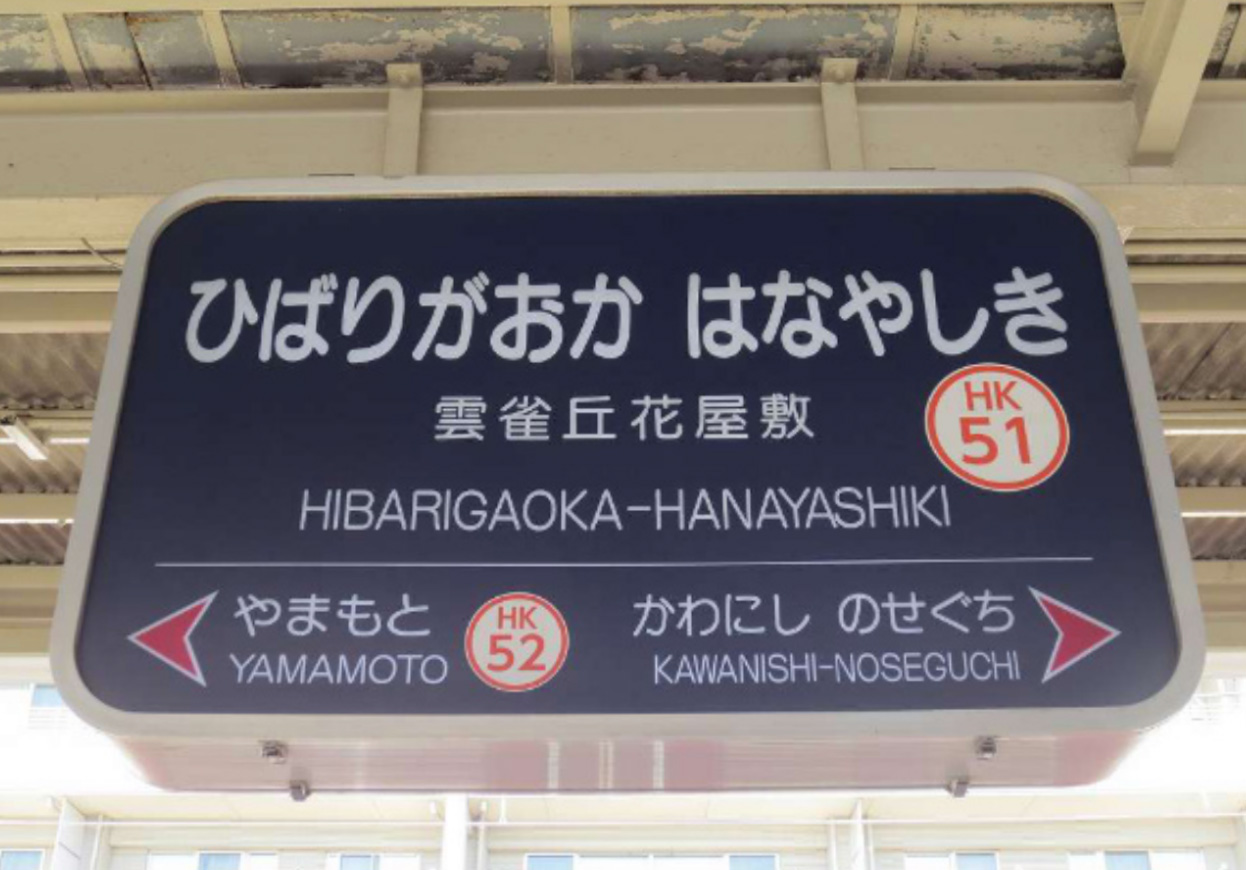 ひばりがおか はなやしき
雲雀丘花屋敷
HK
51
HIBARIGAOKA-HANAYASHIKI
やまもと
YAMAMOTO
HK
52
かわにし のせぐち
KAWANISHI-NOSEGUCHI